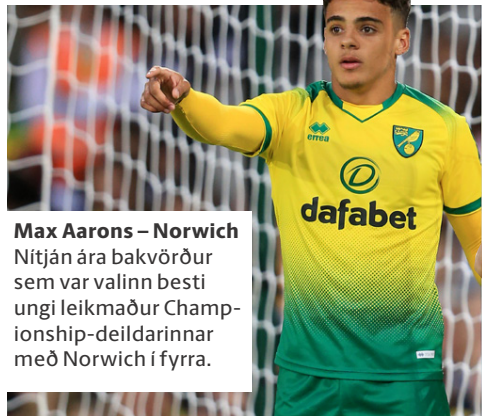 errea
dafabet
Max Aarons – Norwich
Nítján ára bakvörður
sem var valinn besti
ungi leikmaður Champ-
ionship-deildarinnar
með Norwich í fyrra.